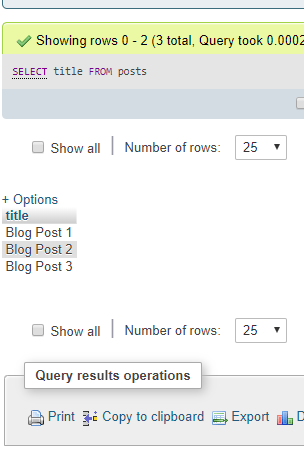 Showing rows 0 - 2 (3 total, Query took 0.0002
SELECT title FROM posts
Show all Number of rows: 25
+ Options
title
Blog Post 1
Blog Post 2
Blog Post 3
Show all Number of rows: 25
Query results operations
Print Copy to clipboard Export D